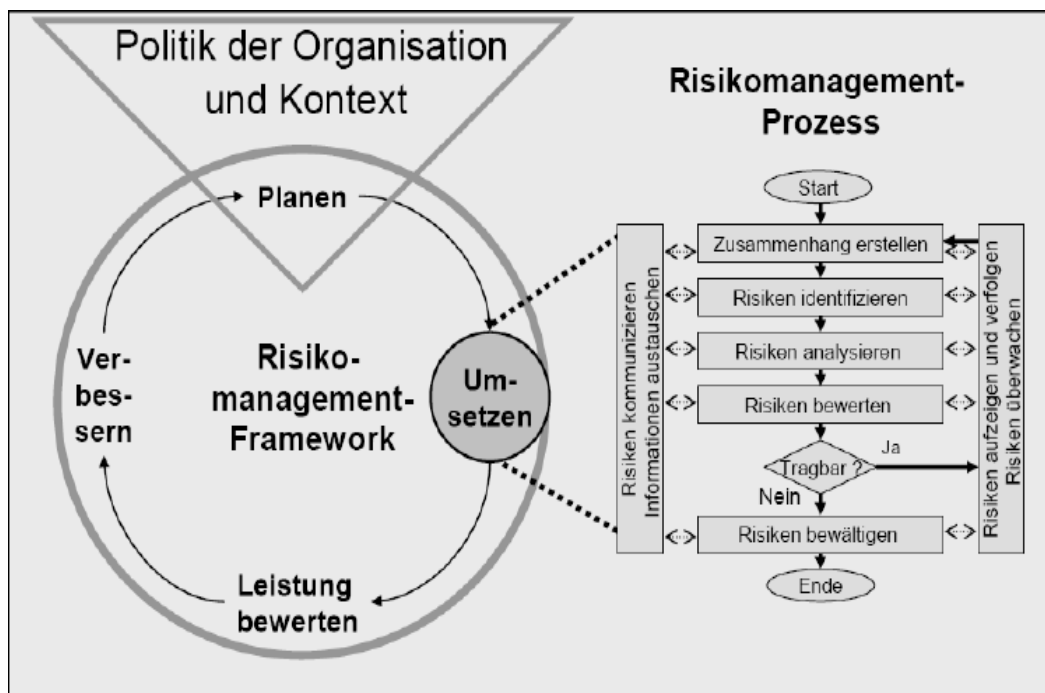 Politik der Organisation
und Kontext
Planen
Ver-
bes-
sern
Risiko-
management-
Framework
Um-
setzen
Leistung
bewerten
Risikomanagement-
Prozess
Start
Zusammenhang erstellen
Risiken identifizieren
Risiken analysieren
Risiken bewerten
Tragbar ?
Ja
Nein
Risiken bewältigen
Ende
Risiken kommunizieren
Informationen austauschen
Risiken aufzeigen und verfolgen
Risiken überwachen